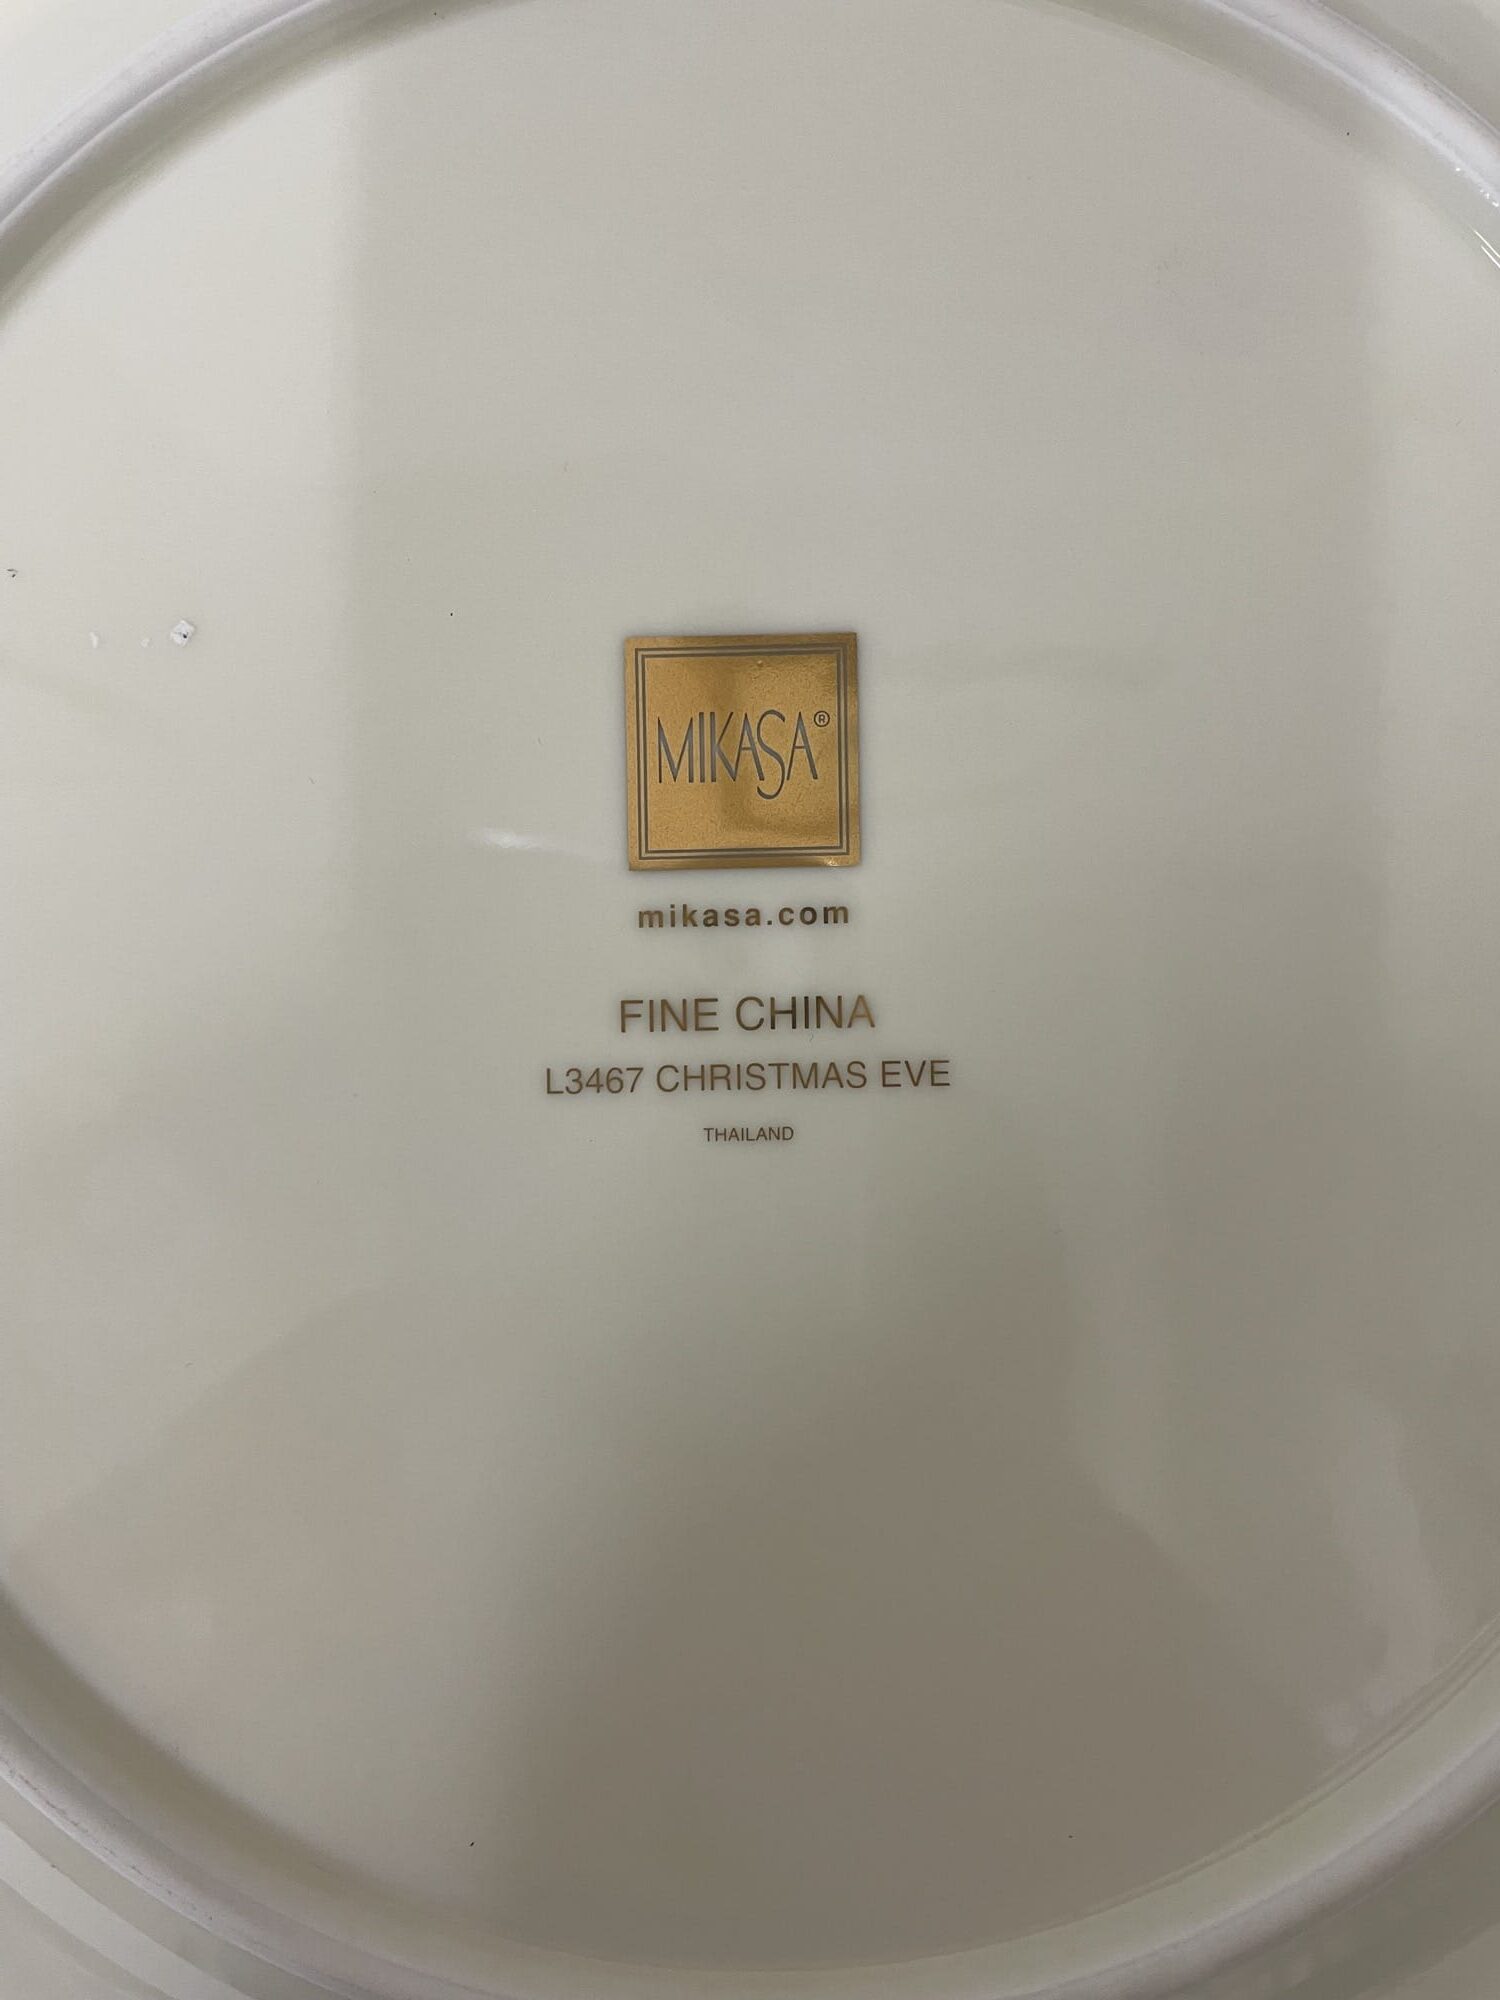 MIKASA®
mikasa.com
FINE CHINA
L3467 CHRISTMAS EVE
THAILAND